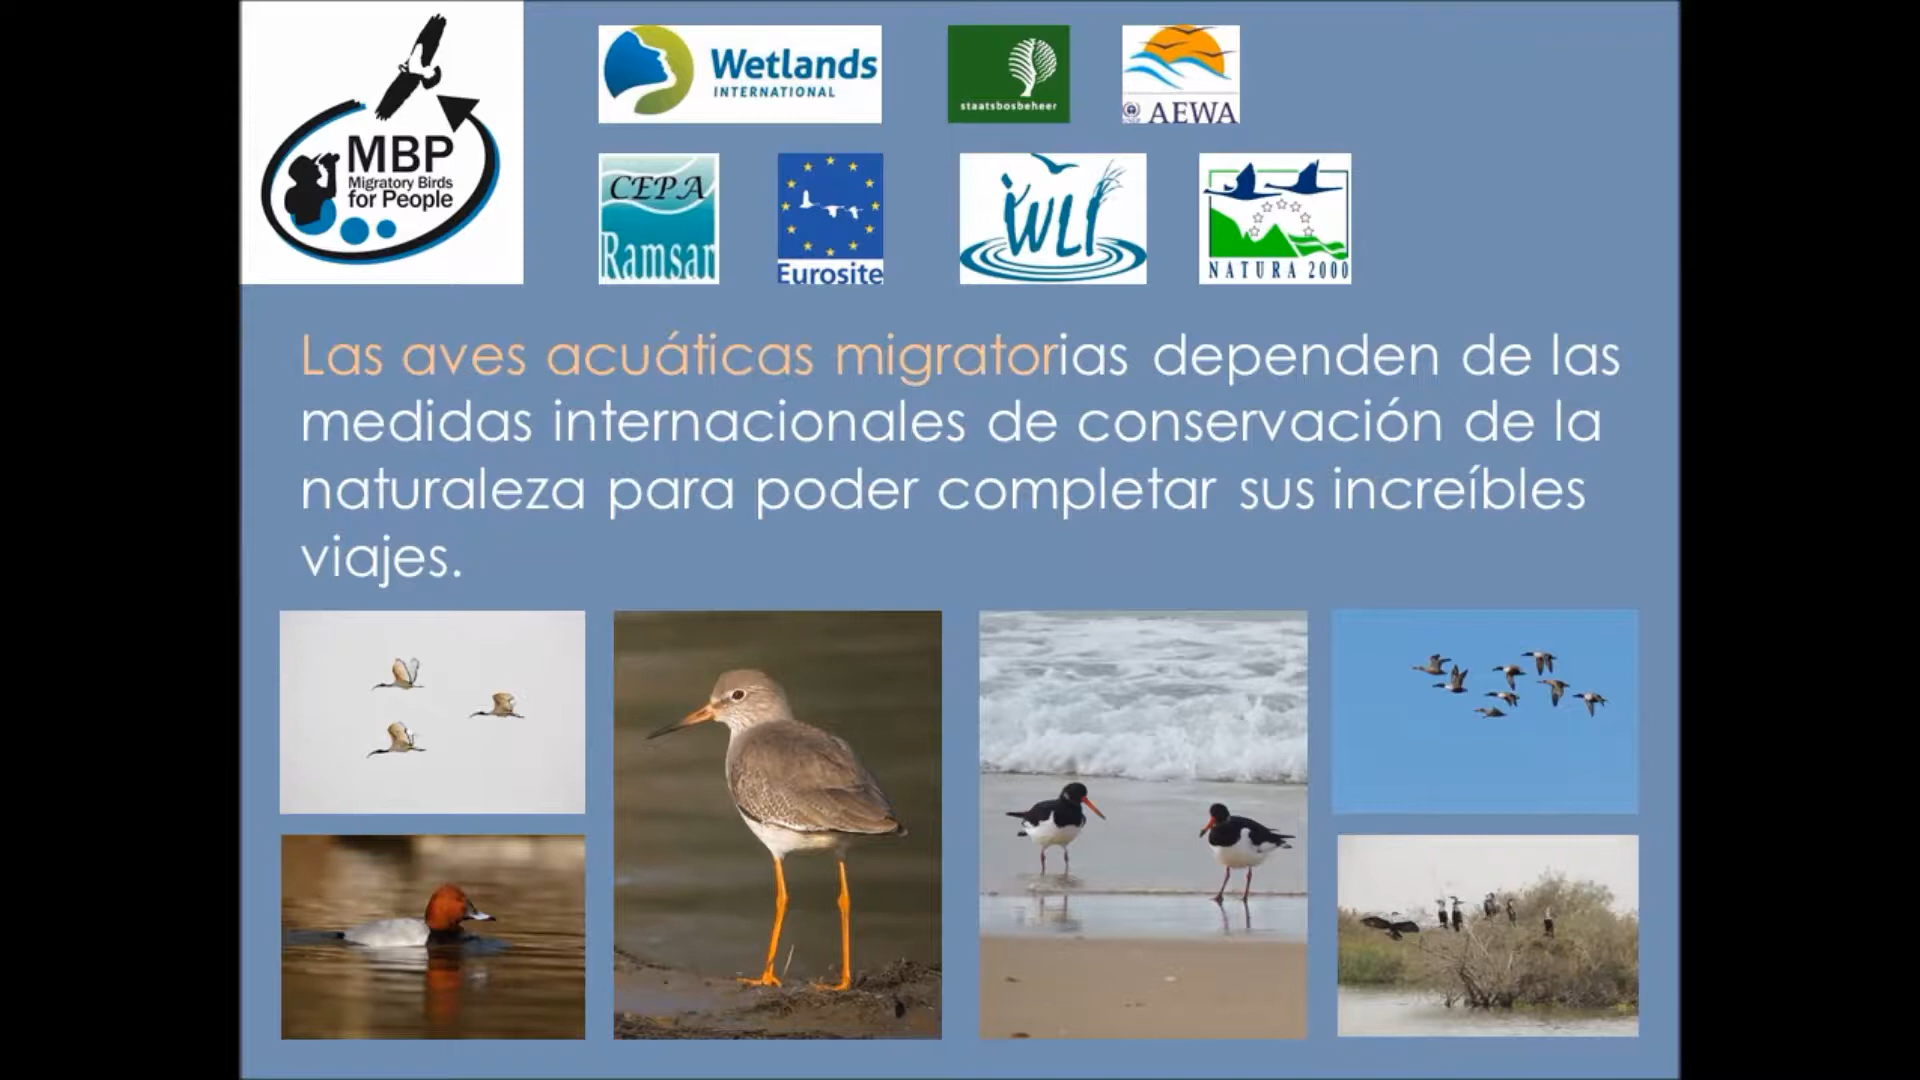 MBP
Migratory Birds
for People
Wetlands
INTERNATIONAL
staatsbosbeheer
AEWA
CEPA
Ramsar
Eurosite
WLI
NATURA 2000
Las aves acuáticas migratorias dependen de las
medidas internacionales de conservación de la
naturaleza para poder completar sus increíbles
viajes.